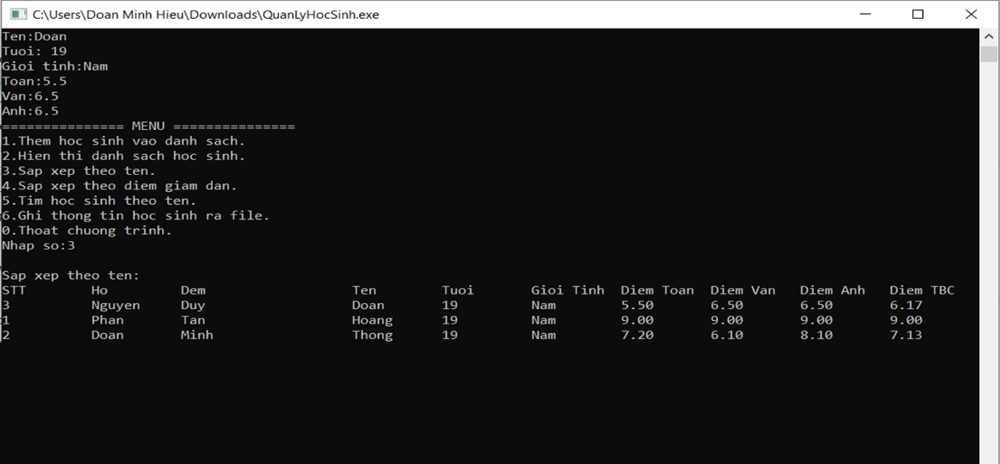 C:\Users\Doan Minh Hieu\Downloads\QuanLyHocSinh.exe
Ten:Doan
Tuoi: 19
Gioi tinh:Nam
Toan:5.5
Van:6.5
Anh:6.5
=============== MENU ===============
1.Them hoc sinh vao danh sach.
2.Hien thi danh sach hoc sinh.
3.Sap xep theo ten.
4.Sap xep theo diem giam dan.
5.Tim hoc sinh theo ten.
6.Ghi thong tin hoc sinh ra file.
0.Thoat chuong trinh.
Nhap so:3
Sap xep theo ten:
STT Ho Dem Ten Tuoi Gioi Tinh Diem Toan Diem Van Diem Anh Diem TBC
3 Nguyen Duy Doan 19 Nam 5.50 6.50 6.50 6.17
1 Phan Tan Hoang 19 Nam 9.00 9.00 9.00 9.00
2 Doan Minh Thong 19 Nam 7.20 6.10 8.10 7.13